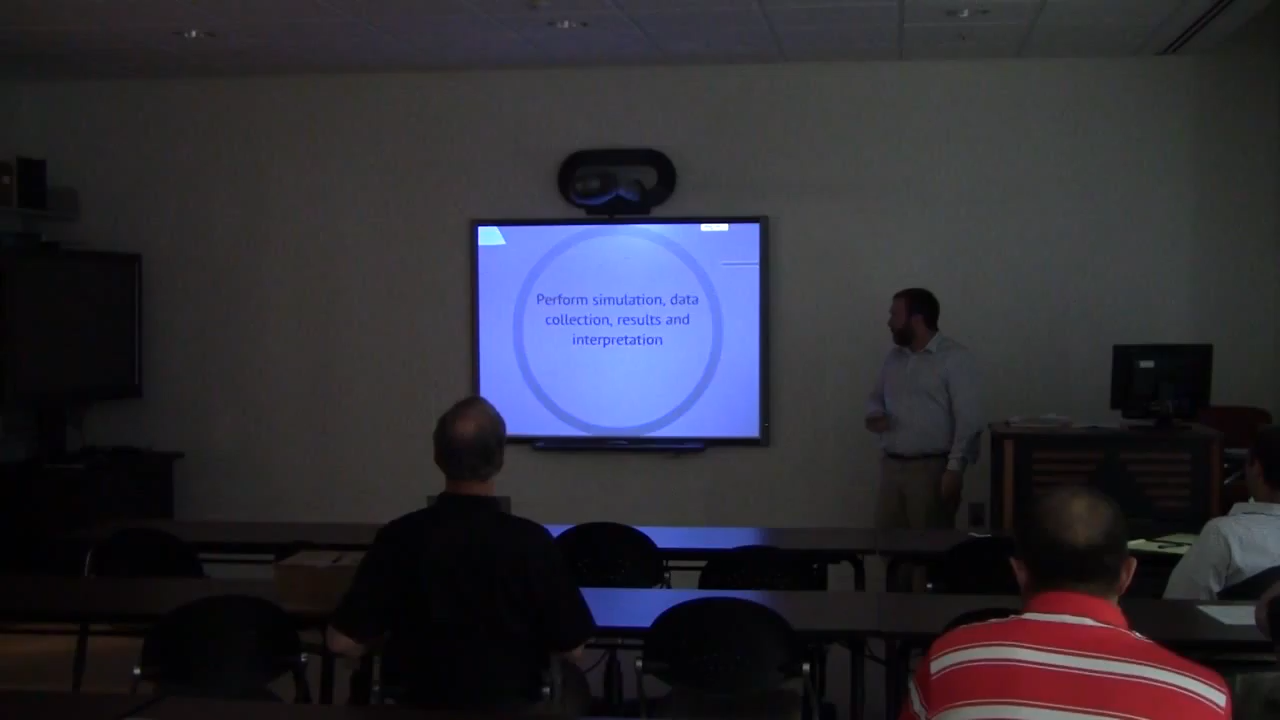 Perform simulation, data
collection, results and
interpretation